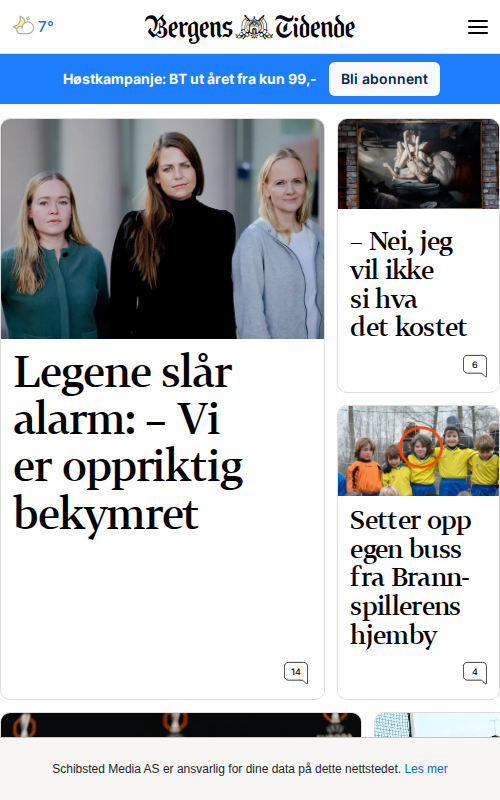 7°
Bergens Tidende
Høstkampanje: BT ut året fra kun 99,-
Bli abonnent
Legene slår
alarm: – Vi
er oppriktig
bekymret
14
– Nei, jeg
vil ikke
si hva
det kostet
6
Setter opp
egen buss
fra Brann-
spillerens
hjemby
4
Schibsted Media AS er ansvarlig for dine data på dette nettstedet. Les mer